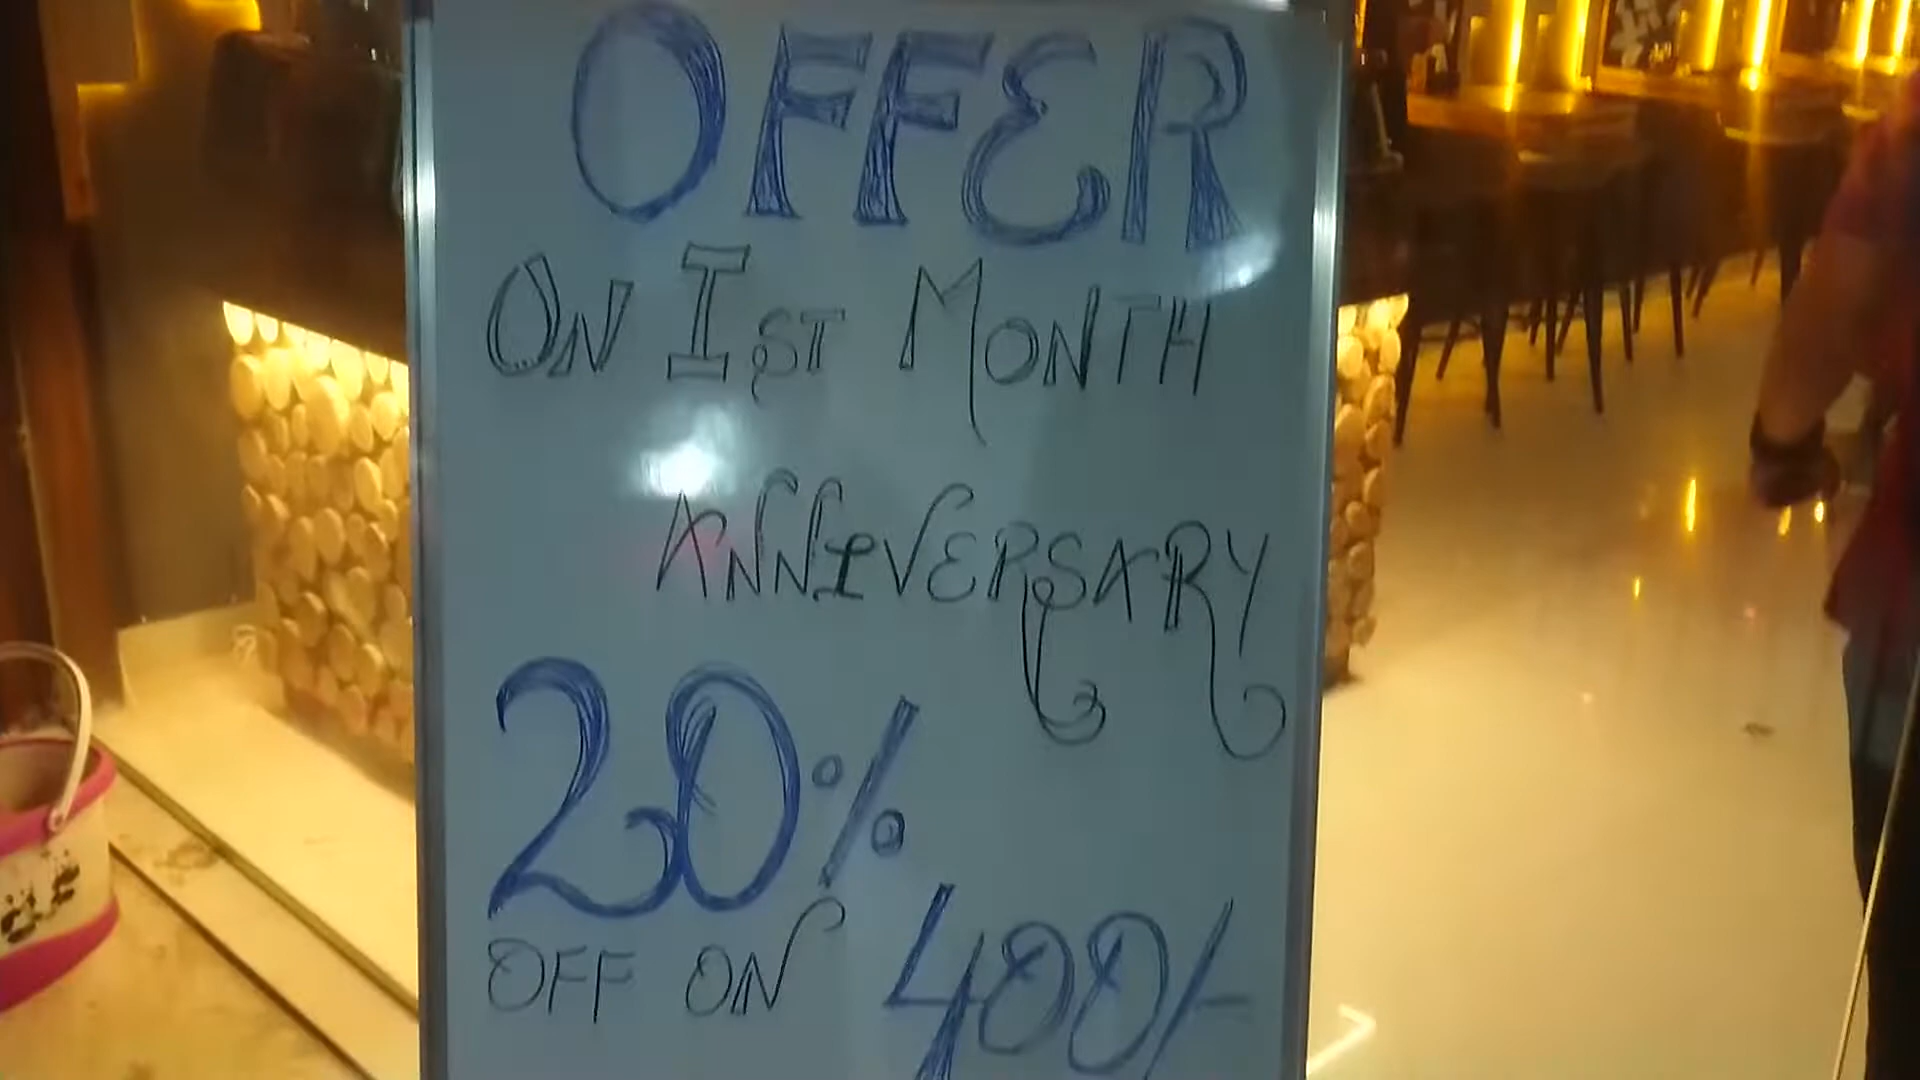 OFFER
ON 1ST MONTH
ANNIVERSARY
20%
OFF ON 400/-